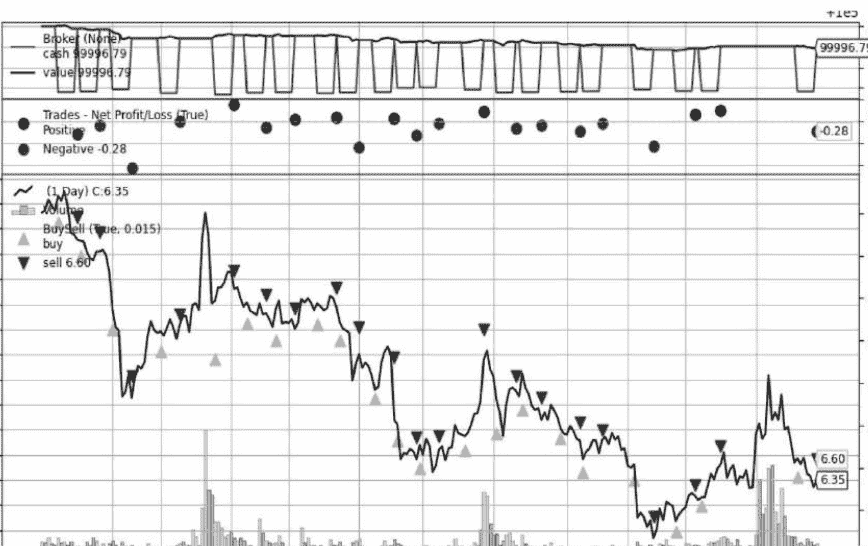 +1e5
Broker (None)
cash 99996.79
value 99996.79
99996.79
Trades - Net Profit/Loss (True)
Positive
Negative -0.28
-0.28
(1 Day) C:6.35
Volume
BuySell (True, 0.015)
buy
sell 6.60
6.60
6.35